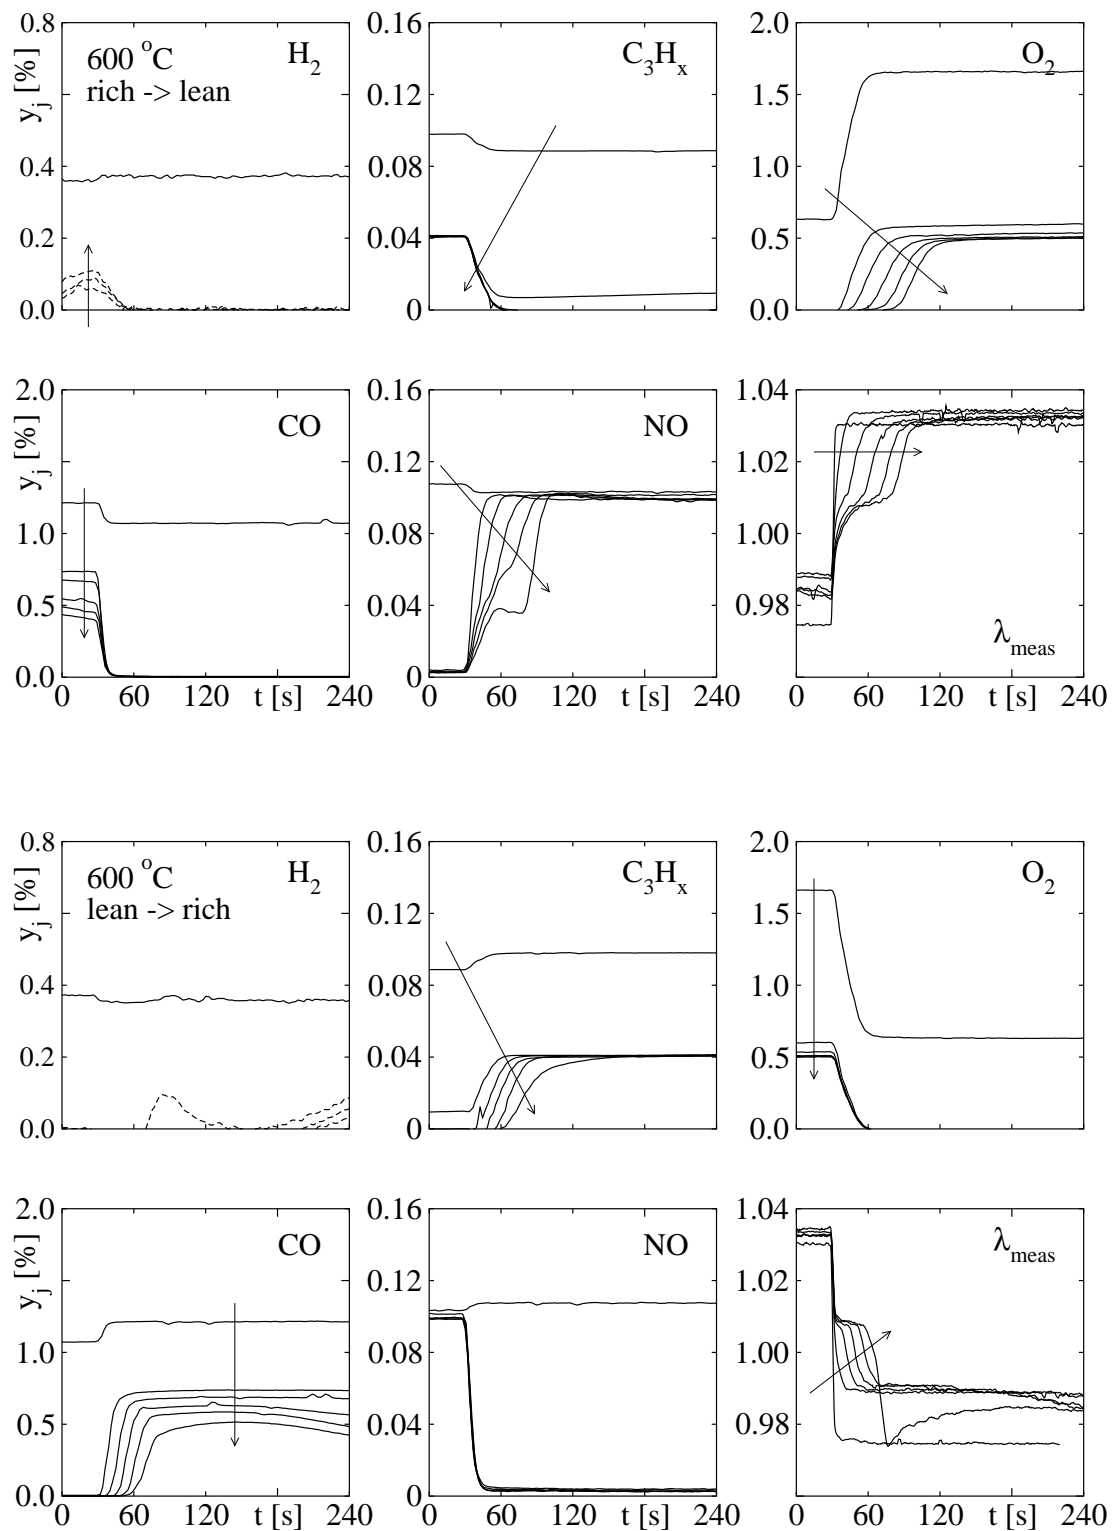 600 °C
rich -> lean
H₂
y_j [%]
0.8
0.6
0.4
0.2
0.0
C₃Hₓ
0.16
0.12
0.08
0.04
0
O₂
2.0
1.5
1.0
0.5
0.0
CO
y_j [%]
2.0
1.5
1.0
0.5
0.0
0 60 120 t [s] 240
NO
0.16
0.12
0.08
0.04
0
0 60 120 t [s] 240
λ_meas
1.04
1.02
1.00
0.98
0 60 120 t [s] 240
600 °C
lean -> rich
H₂
y_j [%]
0.8
0.6
0.4
0.2
0.0
C₃Hₓ
0.16
0.12
0.08
0.04
0
O₂
2.0
1.5
1.0
0.5
0.0
CO
y_j [%]
2.0
1.5
1.0
0.5
0.0
0 60 120 t [s] 240
NO
0.16
0.12
0.08
0.04
0
0 60 120 t [s] 240
λ_meas
1.04
1.02
1.00
0.98
0 60 120 t [s] 240